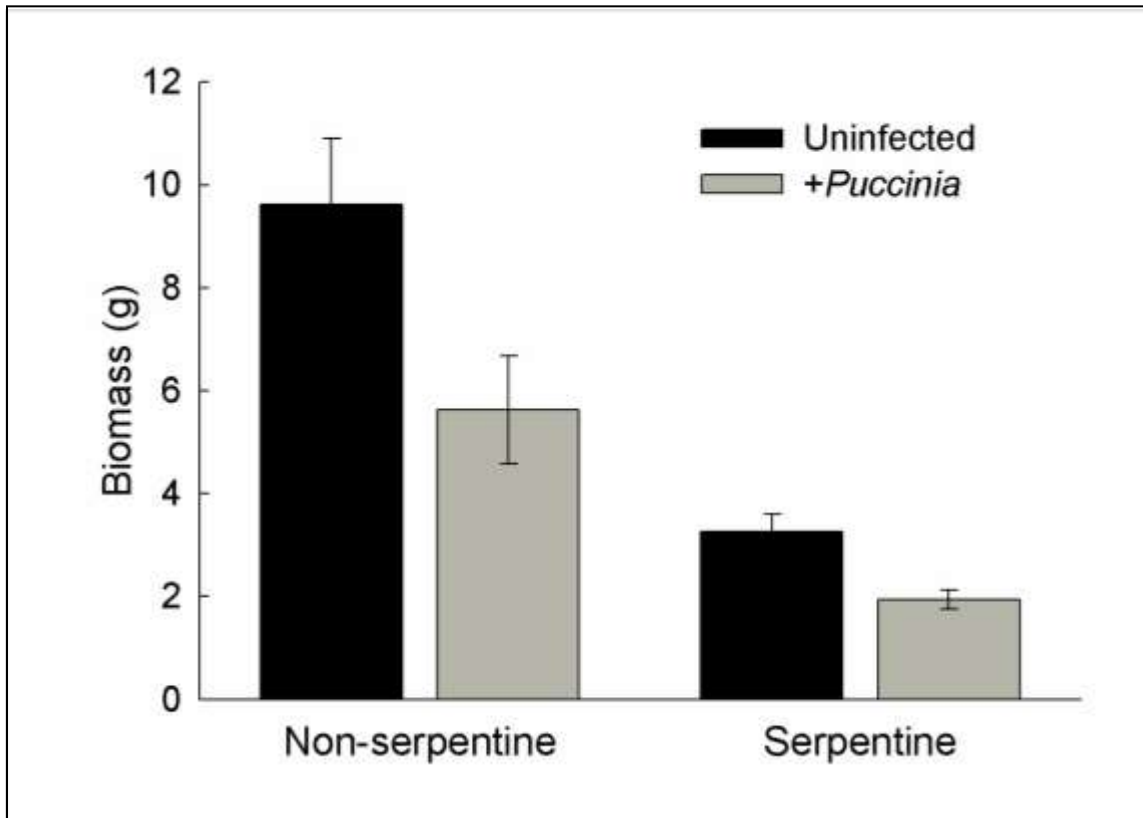 12
10
8
6
4
2
0
Biomass (g)
Uninfected
+Puccinia
Non-serpentine
Serpentine